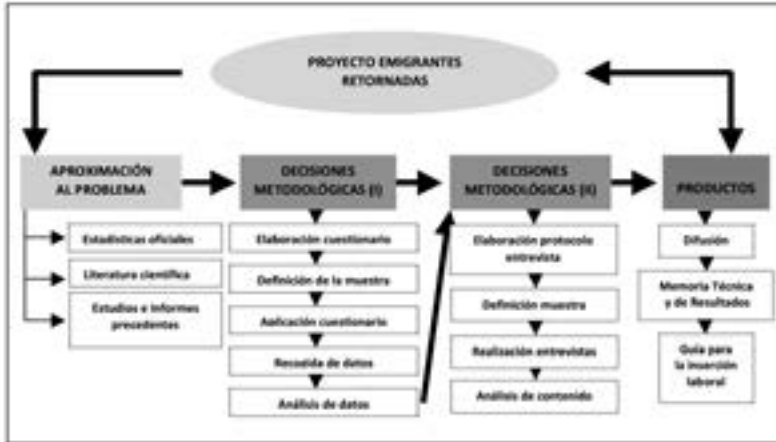 PROYECTO EMIGRANTES
RETORNADAS
APROXIMACIÓN
AL PROBLEMA
Estadísticas oficiales
Literatura científica
Estudios e informes
precedentes
DECISIONES
METODOLÓGICAS (I)
Elaboración cuestionario
Definición de la muestra
Aplicación cuestionario
Recogida de datos
Análisis de datos
DECISIONES
METODOLÓGICAS (II)
Elaboración protocolo
entrevista
Definición muestra
Realización entrevistas
Análisis de contenido
PRODUCTOS
Difusión
Memoria Técnica
y de Resultados
Guía para
la inserción
laboral